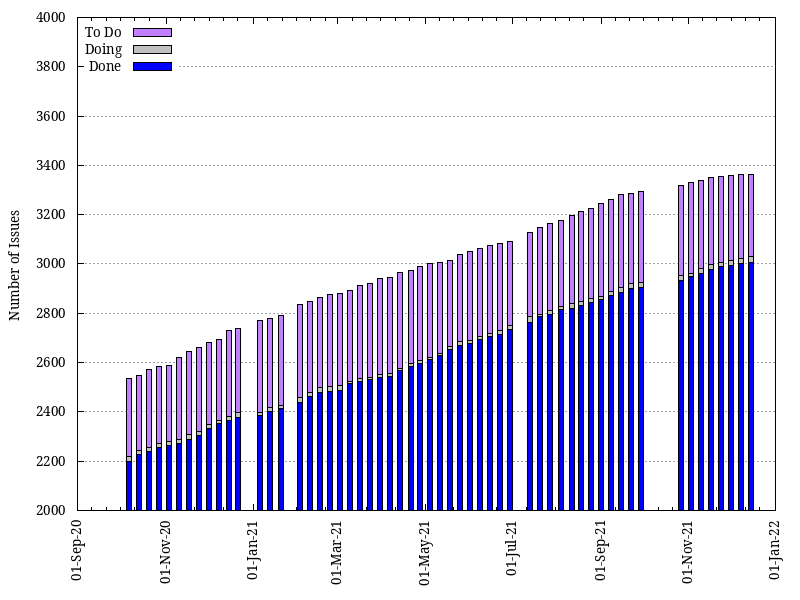 4000
3800
3600
3400
3200
3000
2800
2600
2400
2200
2000
Number of Issues
To Do
Doing
Done
01-Sep-20
01-Nov-20
01-Jan-21
01-Mar-21
01-May-21
01-Jul-21
01-Sep-21
01-Nov-21
01-Jan-22